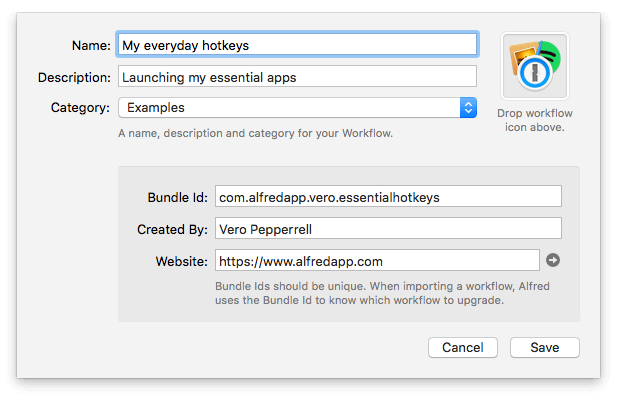 Name: My everyday hotkeys
Description: Launching my essential apps
Category: Examples
A name, description and category for your Workflow.
Drop workflow
icon above.
Bundle Id: com.alfredapp.vero.essentialhotkeys
Created By: Vero Pepperrell
Website: https://www.alfredapp.com
Bundle Ids should be unique. When importing a workflow, Alfred
uses the Bundle Id to know which workflow to upgrade.
Cancel Save